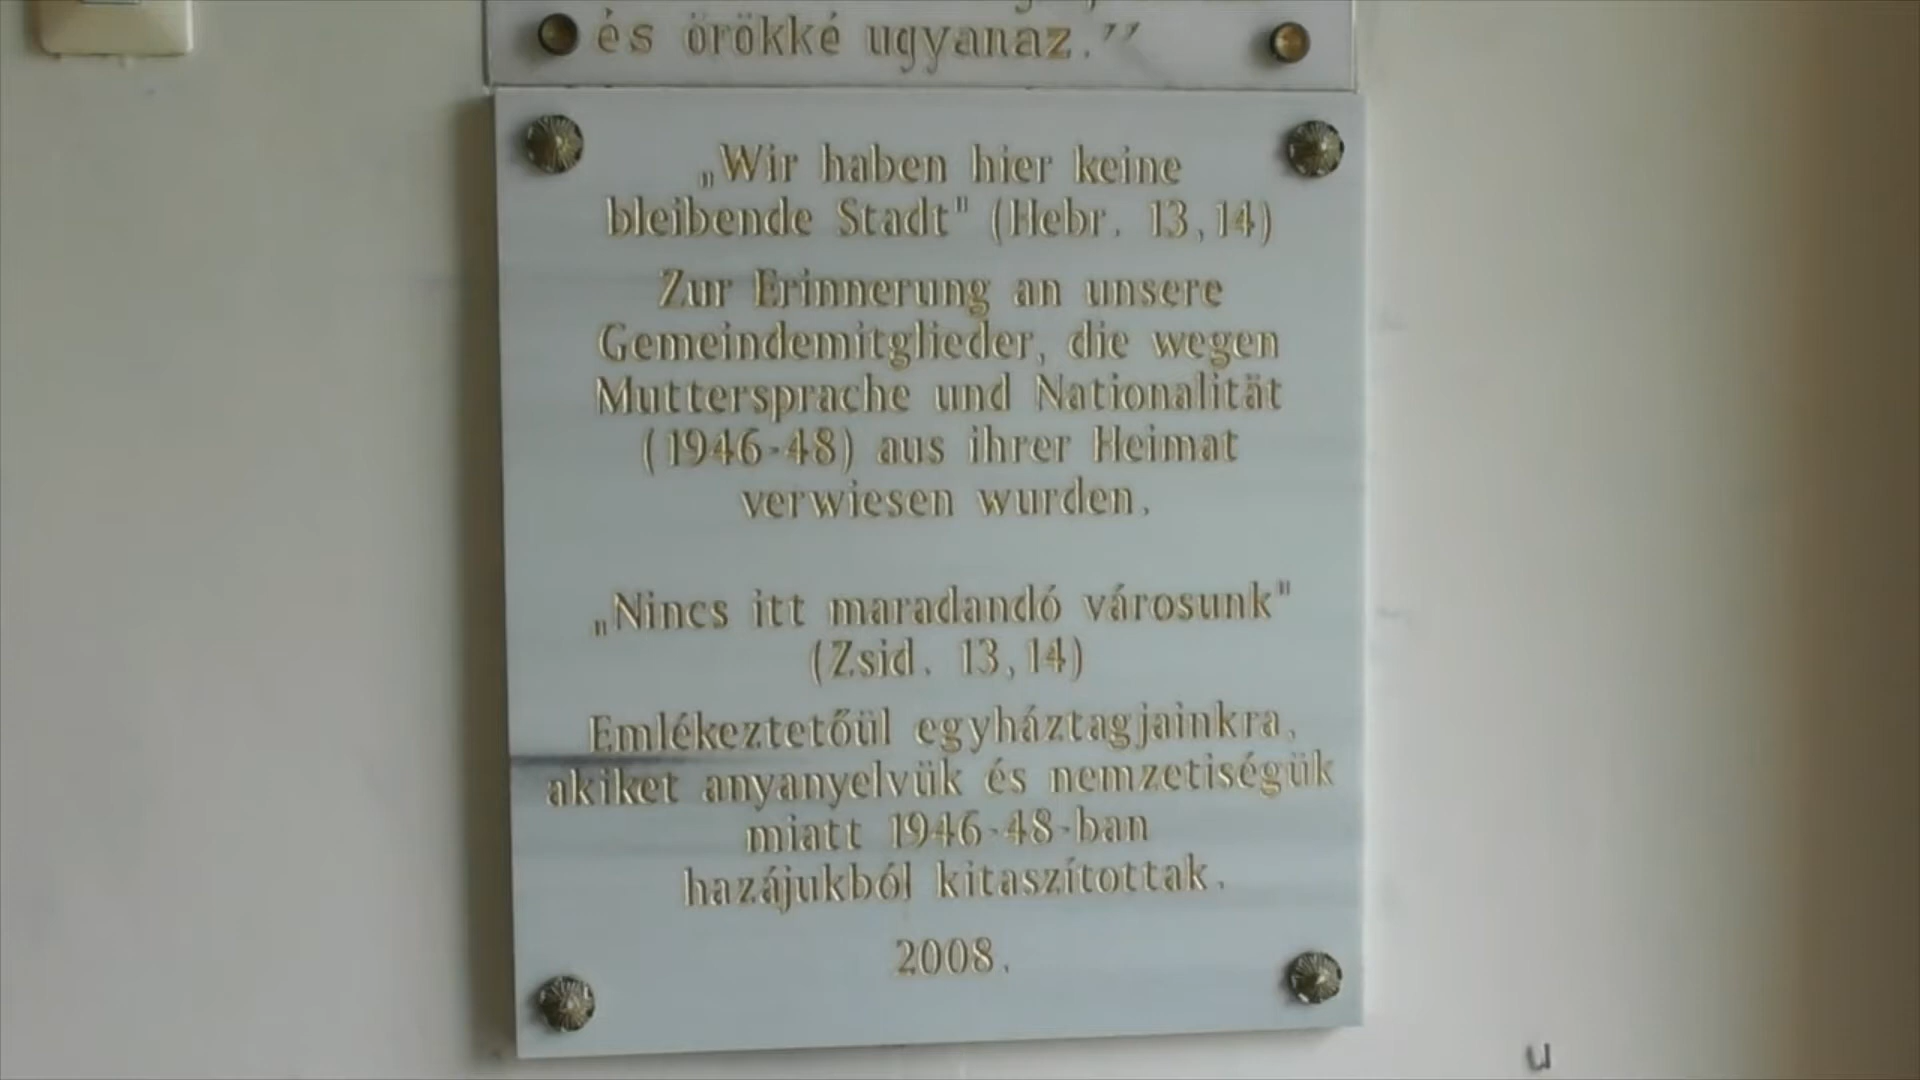 és örökké ugyanaz.”
„Wir haben hier keine
bleibende Stadt" (Hebr. 13,14)
Zur Erinnerung an unsere
Gemeindemitglieder, die wegen
Muttersprache und Nationalität
(1946-48) aus ihrer Heimat
verwiesen wurden.
„Nincs itt maradandó városunk"
(Zsid. 13,14)
Emlékeztetőül egyháztagjainkra,
akiket anyanyelvük és nemzetiségük
miatt 1946-48-ban
hazájukból kitaszítottak.
2008.
u